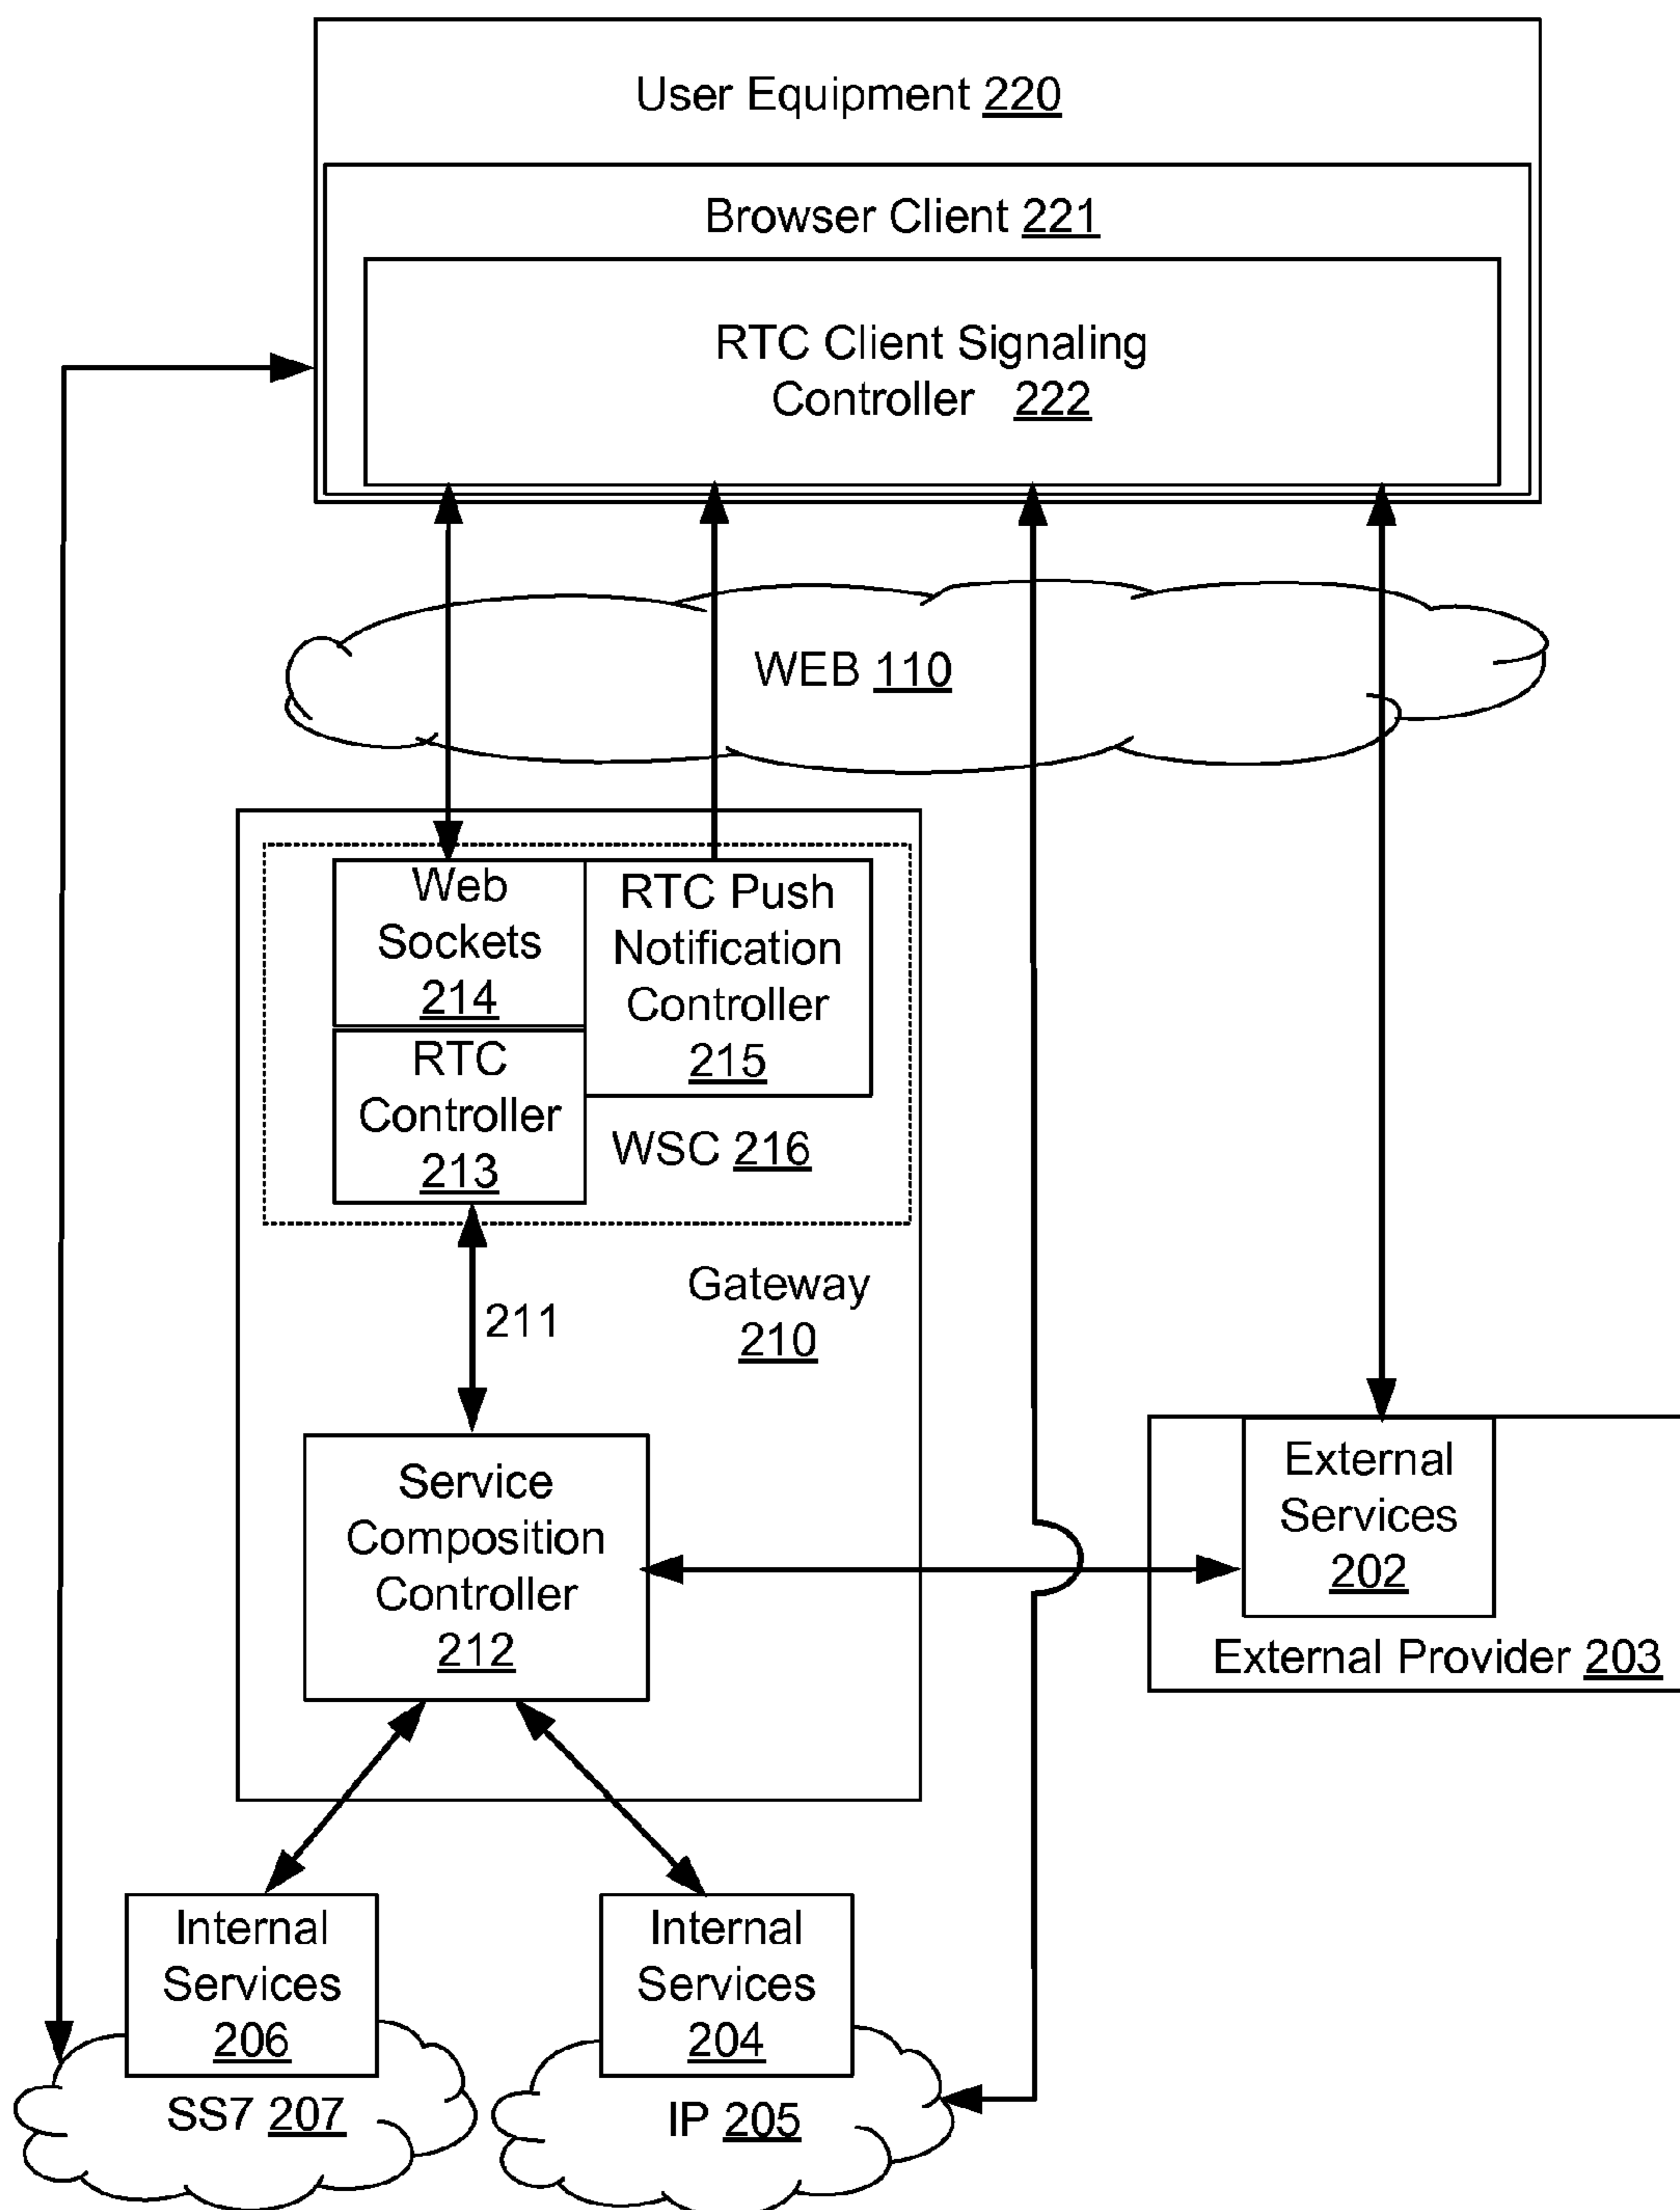 User Equipment 220
Browser Client 221
RTC Client Signaling
Controller 222
WEB 110
Web
Sockets
214
RTC Push
Notification
Controller
215
RTC
Controller
213
WSC 216
Gateway
210
211
Service
Composition
Controller
212
External
Services
202
External Provider 203
Internal
Services
206
SS7 207
Internal
Services
204
IP 205